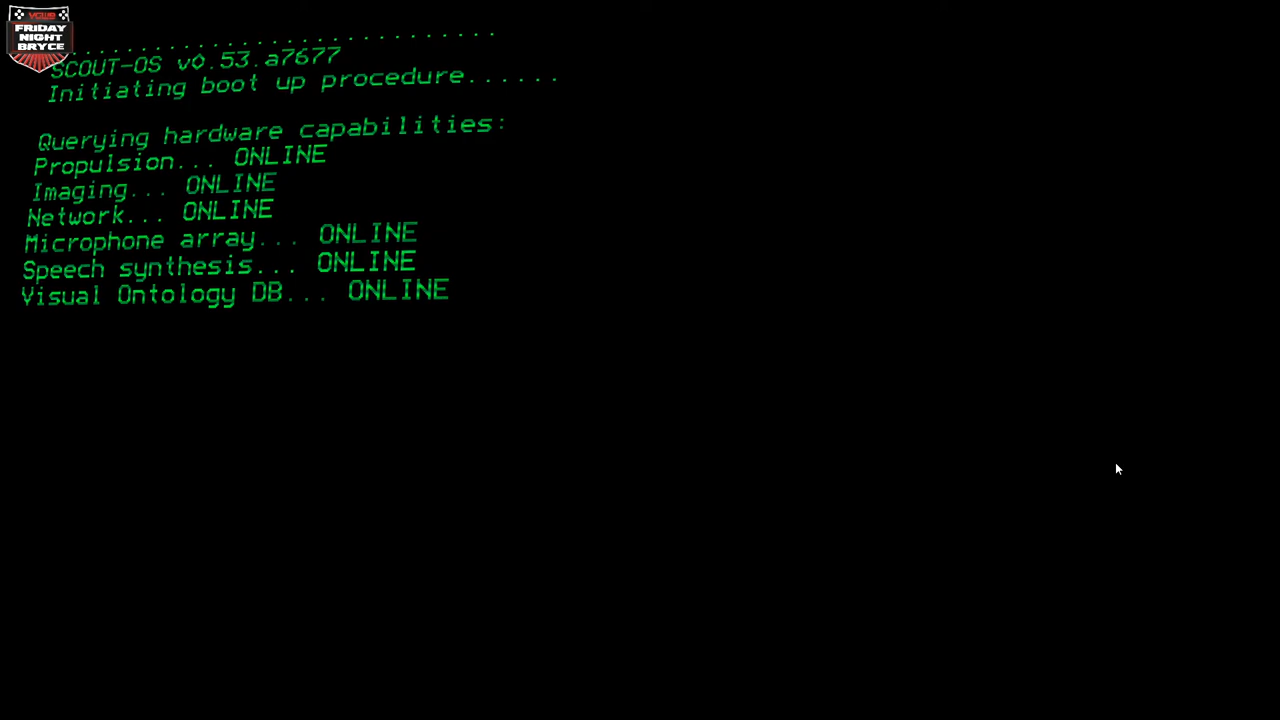 VGWB
FRIDAY
NIGHT
BRYCE
..............................
SCOUT-OS v0.53.a7677
Initiating boot up procedure......
Querying hardware capabilities:
Propulsion... ONLINE
Imaging... ONLINE
Network... ONLINE
Microphone array... ONLINE
Speech synthesis... ONLINE
Visual Ontology DB... ONLINE